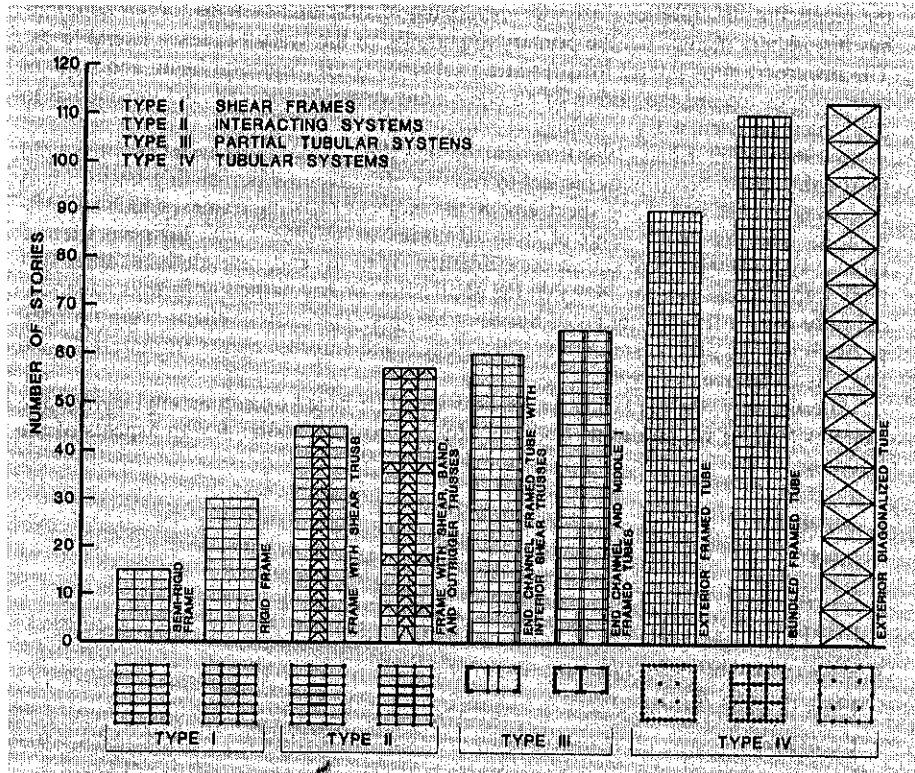 120
110
100
90
80
70
60
50
40
30
20
10
0
NUMBER OF STORIES
TYPE I SHEAR FRAMES
TYPE II INTERACTING SYSTEMS
TYPE III PARTIAL TUBULAR SYSTENS
TYPE IV TUBULAR SYSTEMS
SEMI-RIGID
FRAME
RIGID FRAME
FRAME WITH SHEAR TRUSS
FRAME WITH SHEAR, BAND,
AND OUTRIGGER TRUSSES
END CHANNEL FRAMED TUBE WITH
INTERIOR SHEAR TRUSSES
END CHANNEL AND MIDDLE I
FRAMED TUBES
EXTERIOR FRAMED TUBE
BUNDLED FRAMED TUBE
EXTERIOR DIAGONALIZED TUBE
TYPE I
TYPE II
TYPE III
TYPE IV